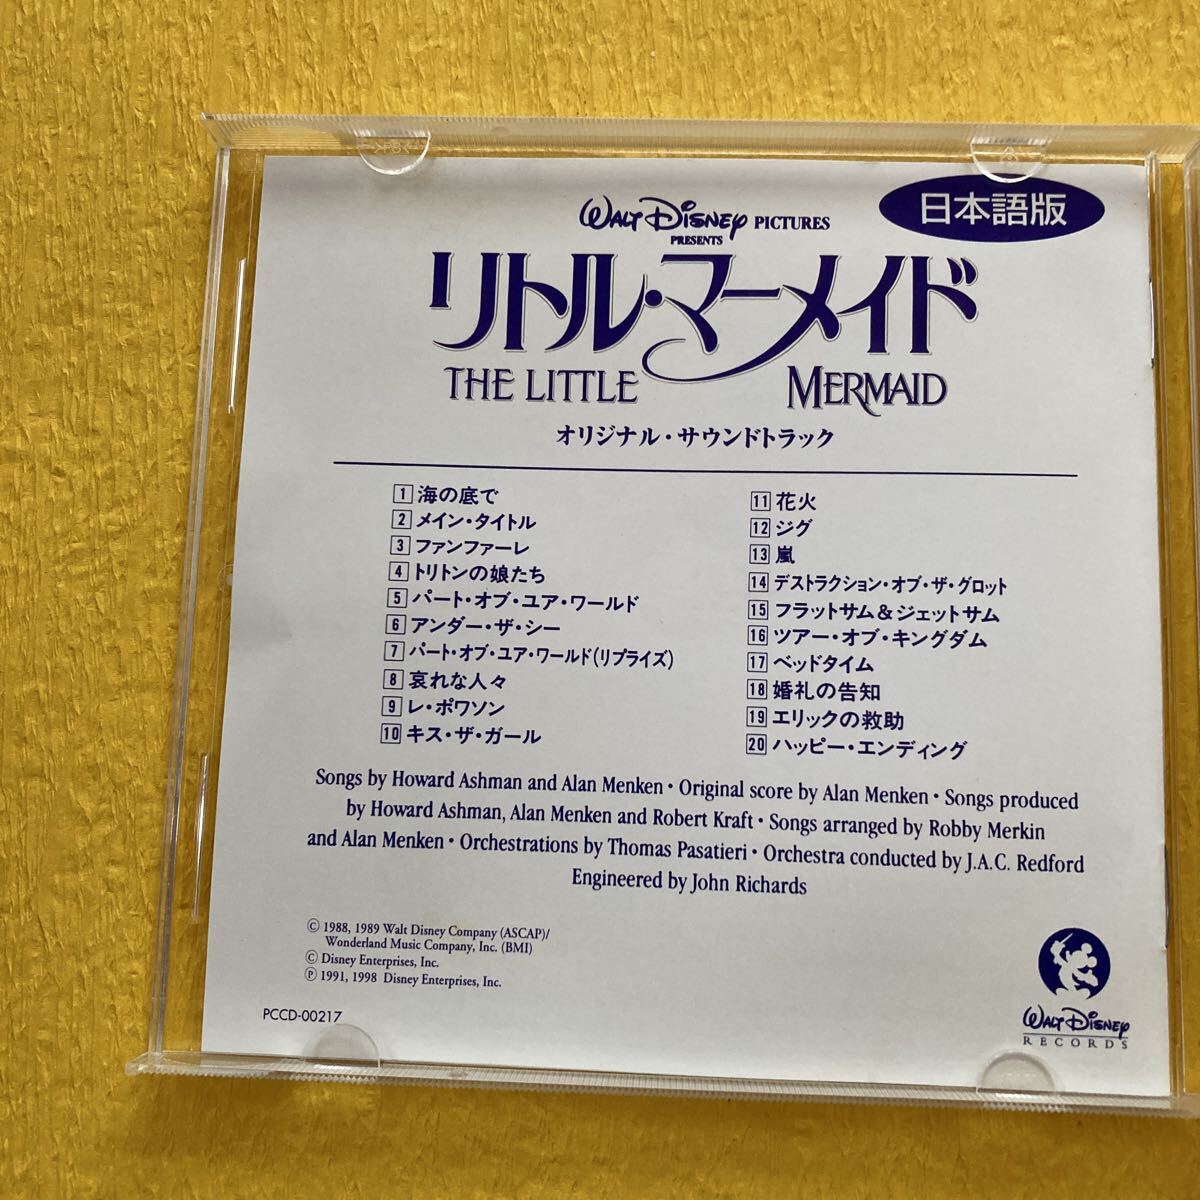 WALT DISNEY PICTURES
PRESENTS
日本語版
リトル・マーメイド
THE LITTLE MERMAID
オリジナル・サウンドトラック
1 海の底で
2 メイン・タイトル
3 ファンファーレ
4 トリトンの娘たち
5 パート・オブ・ユア・ワールド
6 アンダー・ザ・シー
7 パート・オブ・ユア・ワールド(リプライズ)
8 哀れな人々
9 レ・ポワソン
10 キス・ザ・ガール
11 花火
12 ジグ
13 嵐
14 デストラクション・オブ・ザ・グロット
15 フラットサム&ジェットサム
16 ツアー・オブ・キングダム
17 ベッドタイム
18 婚礼の告知
19 エリックの救助
20 ハッピー・エンディング
Songs by Howard Ashman and Alan Menken・Original score by Alan Menken・Songs produced
by Howard Ashman, Alan Menken and Robert Kraft・Songs arranged by Robby Merkin
and Alan Menken・Orchestrations by Thomas Pasatieri・Orchestra conducted by J.A.C. Redford
Engineered by John Richards
© 1988, 1989 Walt Disney Company (ASCAP)/
Wonderland Music Company, Inc. (BMI)
© Disney Enterprises, Inc.
℗ 1991, 1998 Disney Enterprises, Inc.
PCCD-00217
WALT DISNEY
RECORDS